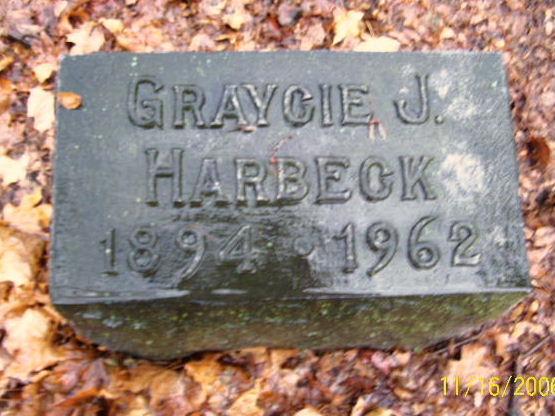 GRAYCIE J.
HARBECK
1894 • 1962
11/16/2006